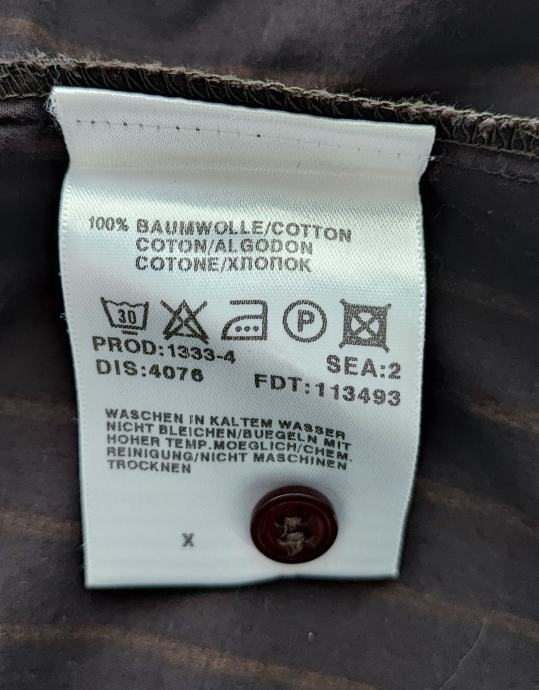 100% BAUMWOLLE/COTTON
COTON/ALGODON
COTONE/ХЛОПОК
30 P
PROD:1333-4
SEA:2
DIS:4076
FDT:113493
WASCHEN IN KALTEM WASSER
NICHT BLEICHEN/BUEGELN MIT
HOHER TEMP.MOEGLICH/CHEM.
REINIGUNG/NICHT MASCHINEN
TROCKNEN
X